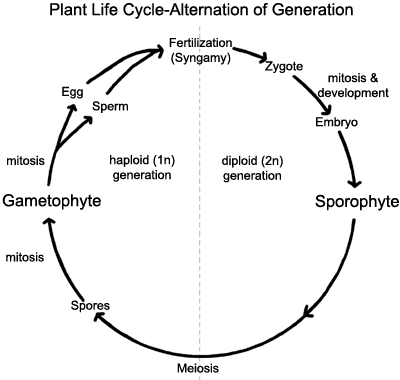 Plant Life Cycle-Alternation of Generation
Fertilization
(Syngamy)
Zygote
mitosis &
development
Embryo
Egg
Sperm
mitosis
haploid (1n)
generation
diploid (2n)
generation
Gametophyte
Sporophyte
mitosis
Spores
Meiosis